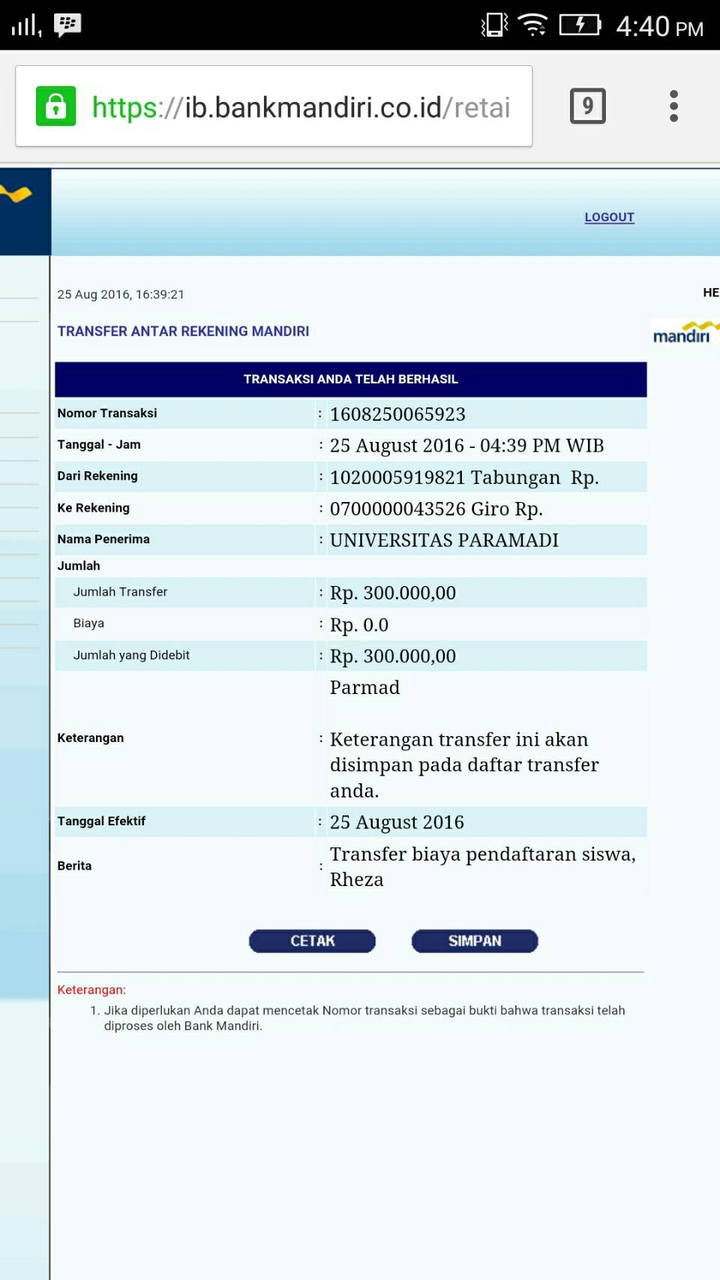 4:40 PM
https://ib.bankmandiri.co.id/retai
9
LOGOUT
25 Aug 2016, 16:39:21
HE
TRANSFER ANTAR REKENING MANDIRI
mandiri
TRANSAKSI ANDA TELAH BERHASIL
Nomor Transaksi : 1608250065923
Tanggal - Jam : 25 August 2016 - 04:39 PM WIB
Dari Rekening : 1020005919821 Tabungan Rp.
Ke Rekening : 0700000043526 Giro Rp.
Nama Penerima : UNIVERSITAS PARAMADI
Jumlah
Jumlah Transfer : Rp. 300.000,00
Biaya : Rp. 0.0
Jumlah yang Didebit : Rp. 300.000,00
Parmad
Keterangan : Keterangan transfer ini akan
disimpan pada daftar transfer
anda.
Tanggal Efektif : 25 August 2016
Berita : Transfer biaya pendaftaran siswa,
Rheza
CETAK SIMPAN
Keterangan:
1. Jika diperlukan Anda dapat mencetak Nomor transaksi sebagai bukti bahwa transaksi telah
diproses oleh Bank Mandiri.